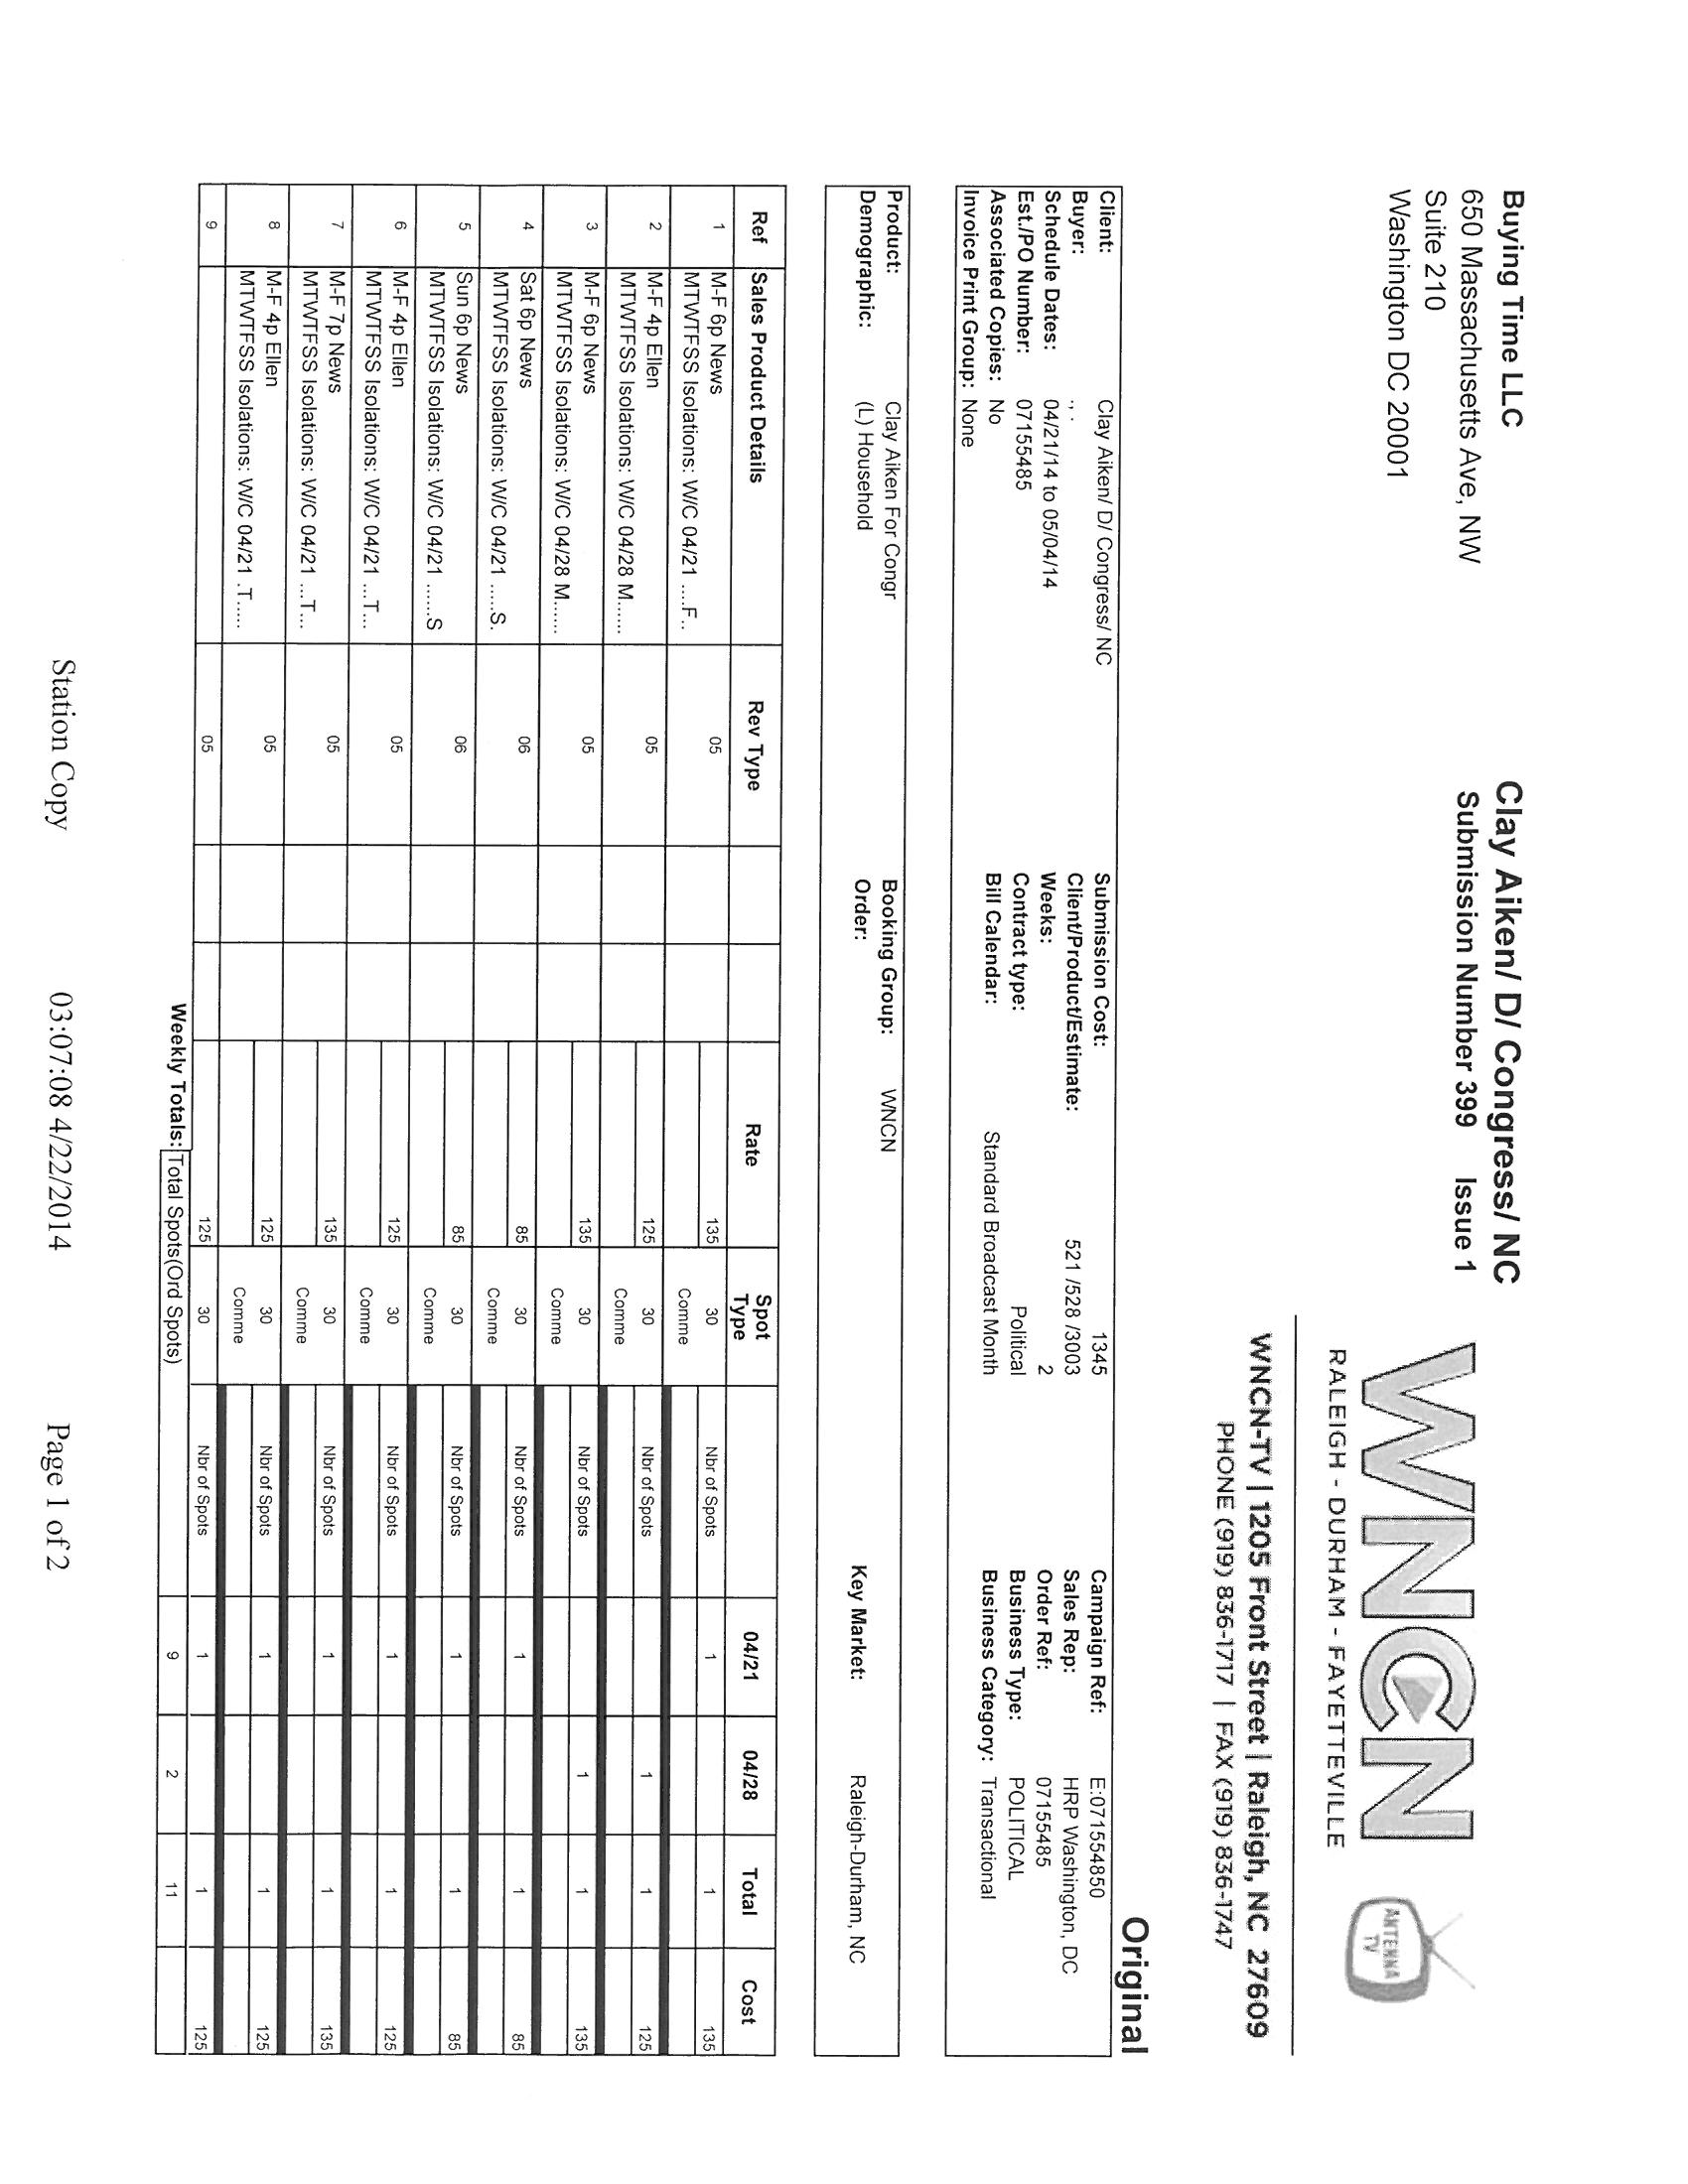 Buying Time LLC
650 Massachusetts Ave, NW
Suite 210
Washington DC 20001
Clay Aiken/ D/ Congress/ NC
Submission Number 399 Issue 1
WNCN
RALEIGH - DURHAM - FAYETTEVILLE
ANTENNA
TV
WNCN-TV | 1205 Front Street | Raleigh, NC 27609
PHONE (919) 836-1717 | FAX (919) 836-1747
Original
Client: Clay Aiken/ D/ Congress/ NC Submission Cost: 1345 Campaign Ref: E:071554850
Buyer: ., . Client/Product/Estimate: 521 /528 /3003 Sales Rep: HRP Washington, DC
Schedule Dates: 04/21/14 to 05/04/14 Weeks: 2 Order Ref: 07155485
Est./PO Number: 07155485 Contract type: Political Business Type: POLITICAL
Associated Copies: No Bill Calendar: Standard Broadcast Month Business Category: Transactional
Invoice Print Group: None
Product: Clay Aiken For Congr Booking Group: WNCN
Demographic: (L) Household Order: Key Market: Raleigh-Durham, NC
Ref Sales Product Details Rev Type Rate Spot Type 04/21 04/28 Total Cost
1 M-F 6p News 05 135 30 Nbr of Spots 1 1 135
MTWTFSS Isolations: W/C 04/21 ....F.. Comme
2 M-F 4p Ellen 05 125 30 Nbr of Spots 1 1 125
MTWTFSS Isolations: W/C 04/28 M...... Comme
3 M-F 6p News 05 135 30 Nbr of Spots 1 1 135
MTWTFSS Isolations: W/C 04/28 M...... Comme
4 Sat 6p News 06 85 30 Nbr of Spots 1 1 85
MTWTFSS Isolations: W/C 04/21 .....S. Comme
5 Sun 6p News 06 85 30 Nbr of Spots 1 1 85
MTWTFSS Isolations: W/C 04/21 ......S Comme
6 M-F 4p Ellen 05 125 30 Nbr of Spots 1 1 125
MTWTFSS Isolations: W/C 04/21 ...T... Comme
7 M-F 7p News 05 135 30 Nbr of Spots 1 1 135
MTWTFSS Isolations: W/C 04/21 ...T... Comme
8 M-F 4p Ellen 05 125 30 Nbr of Spots 1 1 125
MTWTFSS Isolations: W/C 04/21 .T..... Comme
9 05 125 30 Nbr of Spots 1 1 125
Weekly Totals: Total Spots(Ord Spots) 9 2 11
Station Copy 03:07:08 4/22/2014 Page 1 of 2